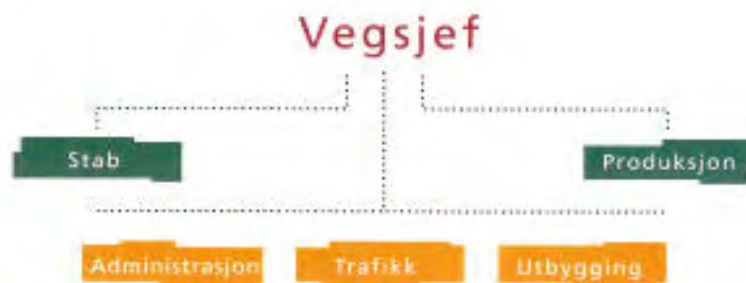 Vegsjef
Stab
Produksjon
Administrasjon
Trafikk
Utbygging